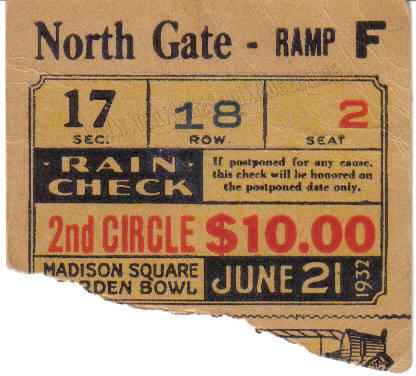 North Gate - RAMP F
17 18 2
SEC. ROW. SEAT
· RAIN · CHECK
If postponed for any cause,
this check will be honored on
the postponed date only.
2nd CIRCLE $10.00
MADISON SQUARE
RDEN BOWL
JUNE 21 1932